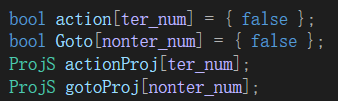 bool action[ter_num] = { false };
bool Goto[nonter_num] = { false };
ProjS actionProj[ter_num];
ProjS gotoProj[nonter_num];